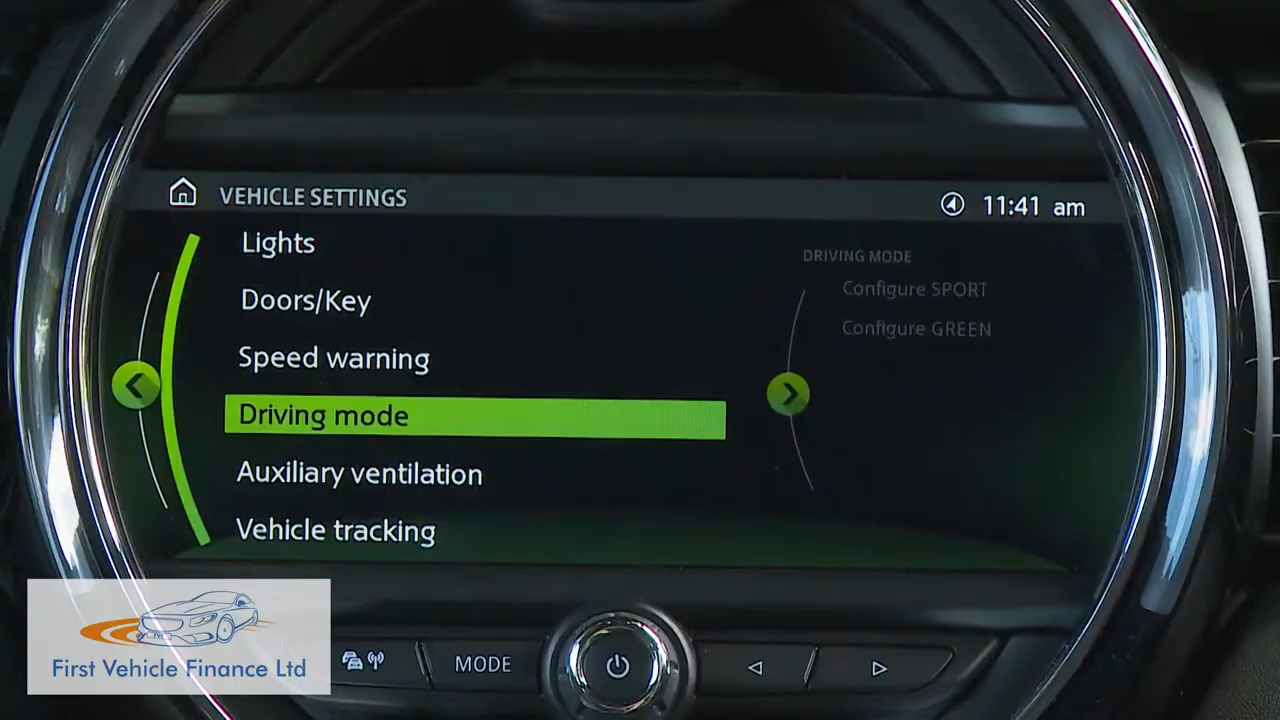 VEHICLE SETTINGS
11:41 am
Lights
Doors/Key
Speed warning
Driving mode
Auxiliary ventilation
Vehicle tracking
DRIVING MODE
Configure SPORT
Configure GREEN
MODE
First Vehicle Finance Ltd